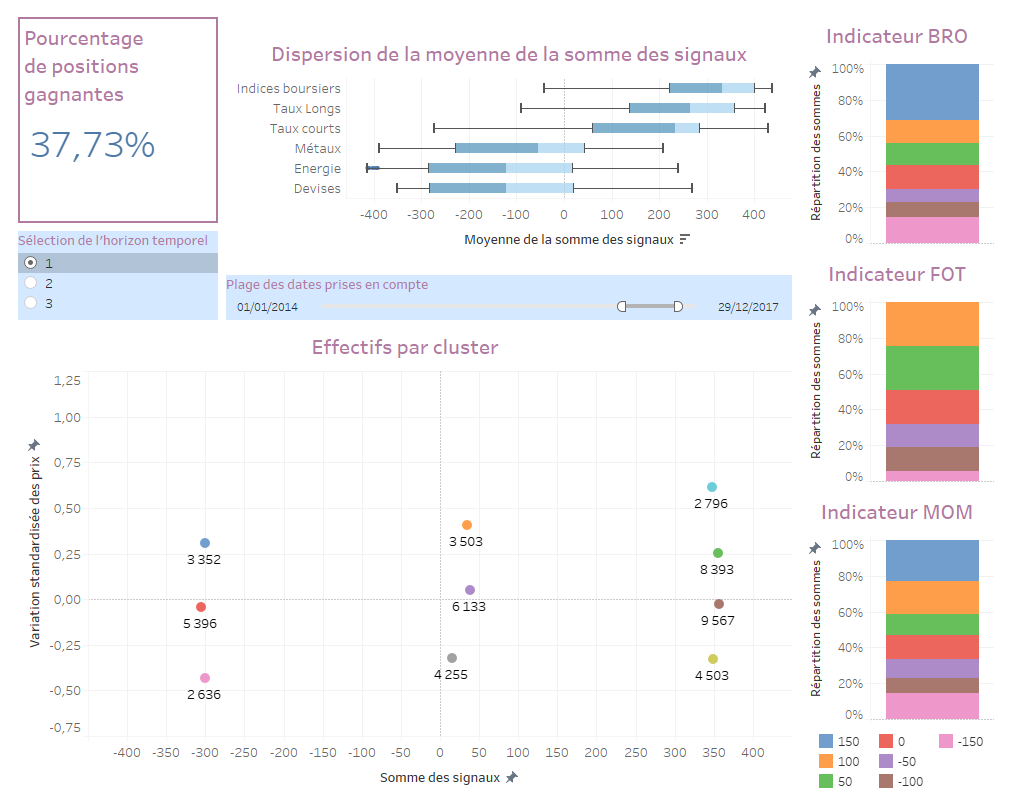 Pourcentage
de positions
gagnantes
37,73%
Sélection de l'horizon temporel
1
2
3
Dispersion de la moyenne de la somme des signaux
Indices boursiers
Taux Longs
Taux courts
Métaux
Energie
Devises
-400 -300 -200 -100 0 100 200 300 400
Moyenne de la somme des signaux
Plage des dates prises en compte
01/01/2014 29/12/2017
Effectifs par cluster
Variation standardisée des prix
1,25
1,00
0,75
0,50
0,25
0,00
-0,25
-0,50
-0,75
2 796
3 503
3 352
8 393
6 133
9 567
5 396
4 255
4 503
2 636
-400 -350 -300 -250 -200 -150 -100 -50 0 50 100 150 200 250 300 350 400
Somme des signaux
Indicateur BRO
Répartition des sommes
100%
80%
60%
40%
20%
0%
Indicateur FOT
Répartition des sommes
100%
80%
60%
40%
20%
0%
Indicateur MOM
Répartition des sommes
100%
80%
60%
40%
20%
0%
150 0 -150
100 -50
50 -100